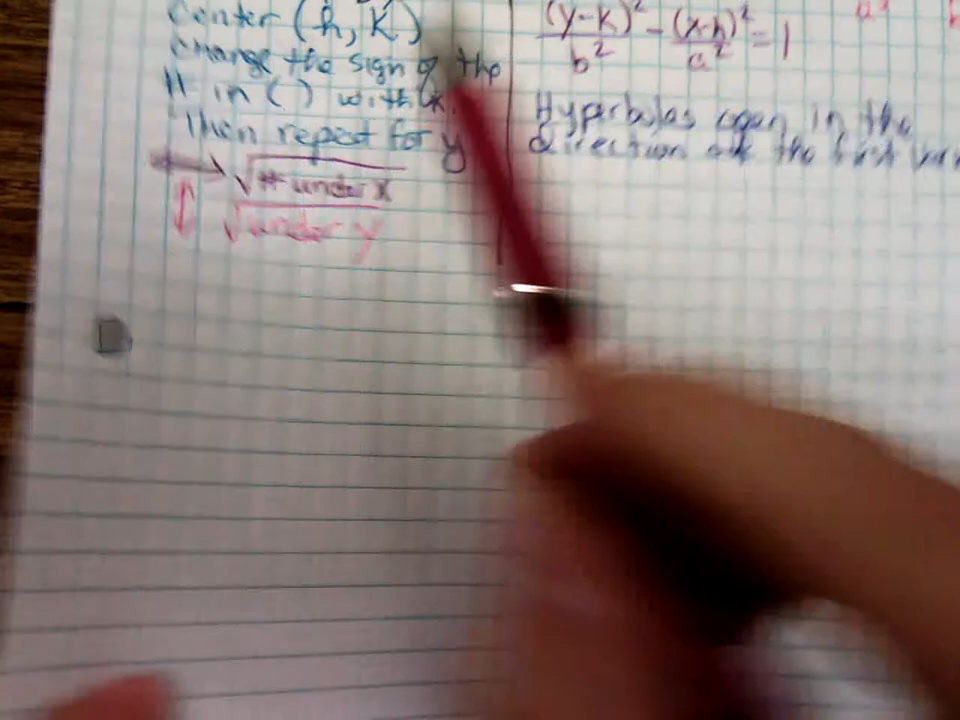 Center (h, k)
change the sign of the
# in ( ) with x.
Then repeat for y
→ √# under x
↕ √under y
(y-k)² - (x-h)² = 1
b² a²
Hyperbolas open in the
direction of the first